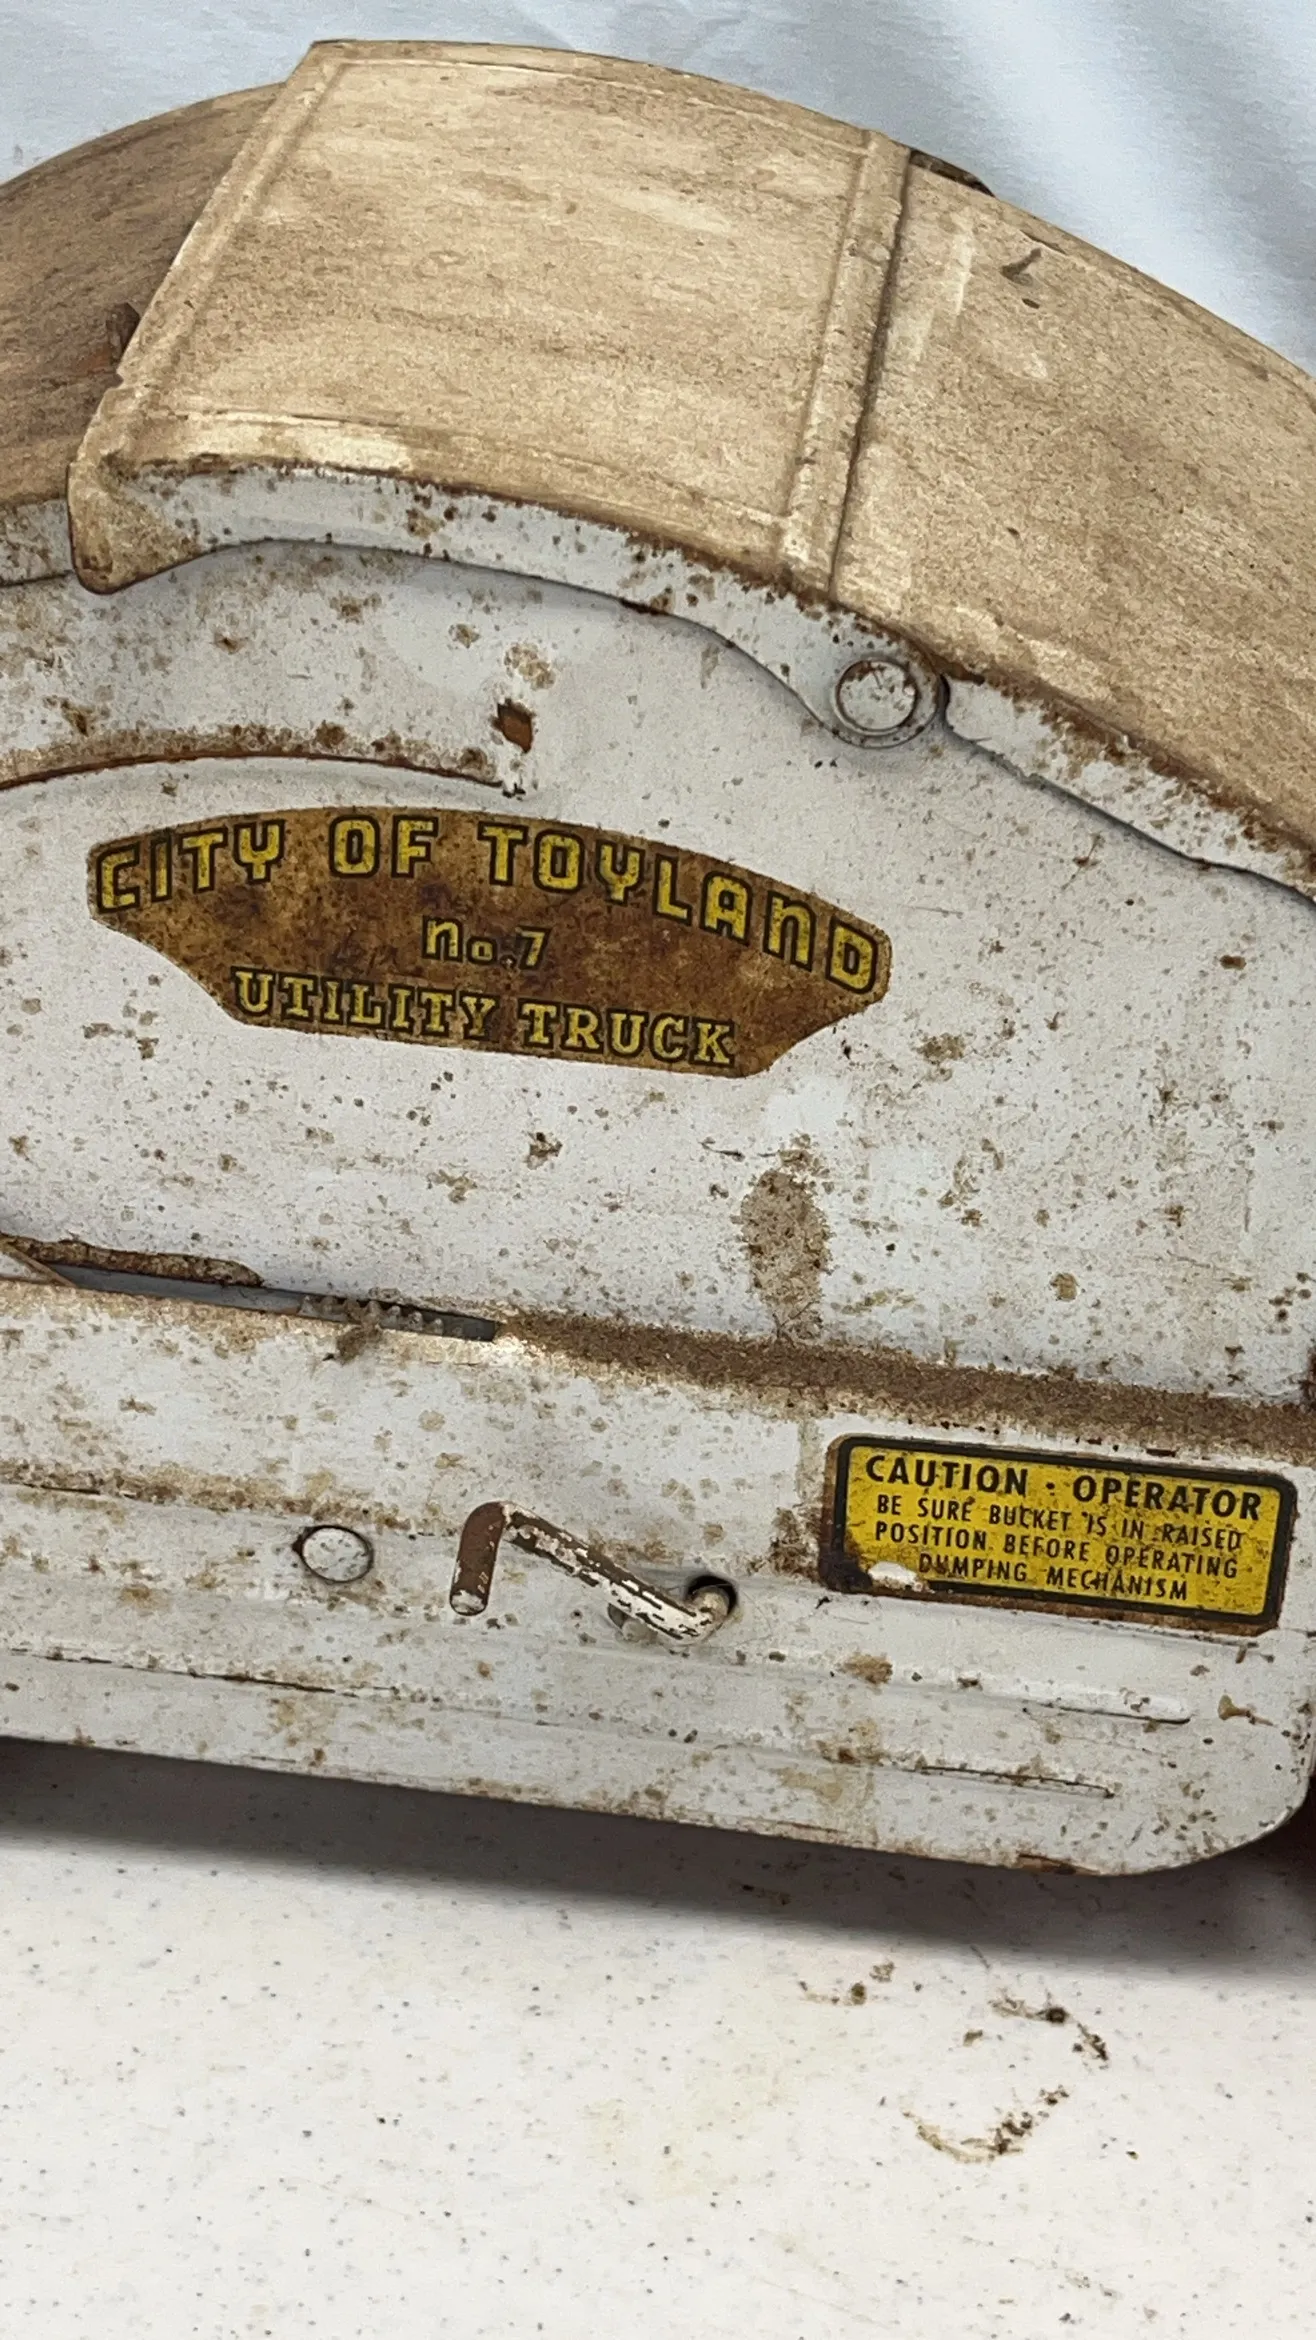 CITY OF TOYLAND
No.7
UTILITY TRUCK
CAUTION · OPERATOR
BE SURE BUCKET IS IN RAISED
POSITION BEFORE OPERATING
DUMPING MECHANISM